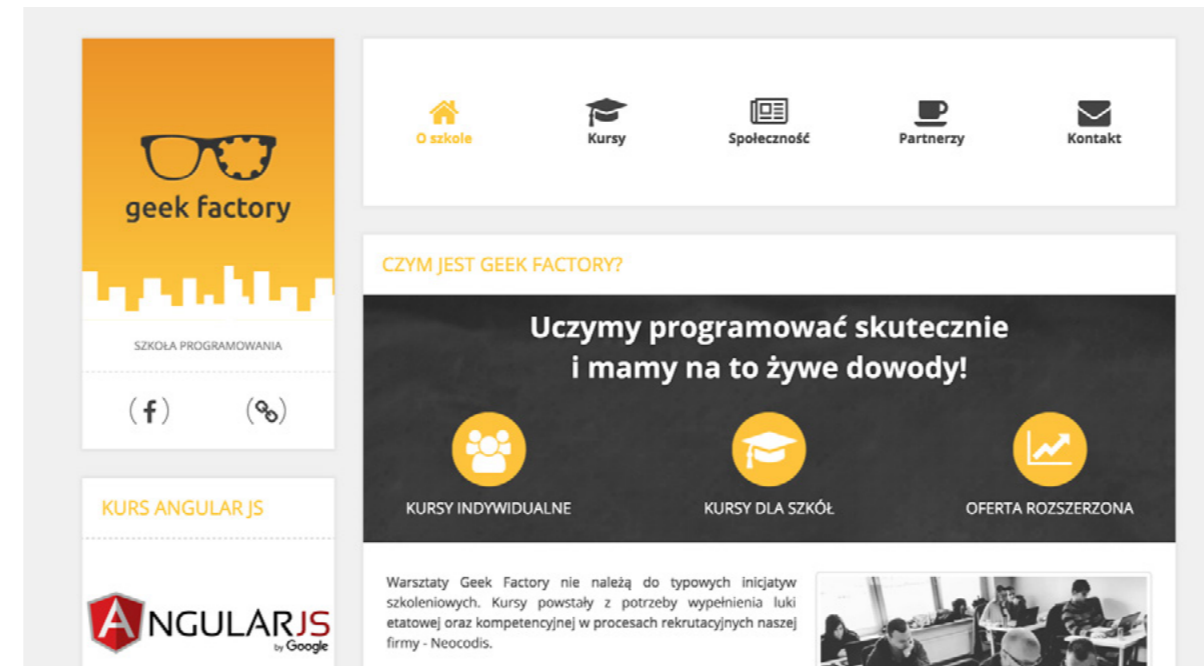 geek factory
SZKOŁA PROGRAMOWANIA
KURS ANGULAR JS
ANGULARJS
by Google
O szkole
Kursy
Społeczność
Partnerzy
Kontakt
CZYM JEST GEEK FACTORY?
Uczymy programować skutecznie
i mamy na to żywe dowody!
KURSY INDYWIDUALNE
KURSY DLA SZKÓŁ
OFERTA ROZSZERZONA
Warsztaty Geek Factory nie należą do typowych inicjatyw
szkoleniowych. Kursy powstały z potrzeby wypełnienia luki
etatowej oraz kompetencyjnej w procesach rekrutacyjnych naszej
firmy - Neocodis.